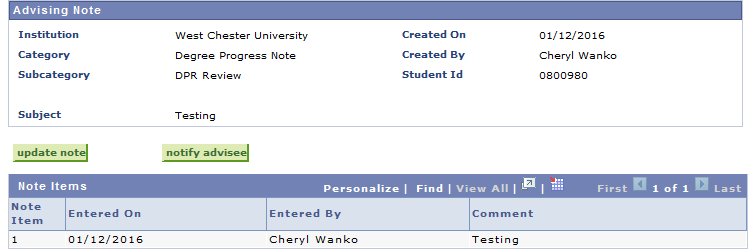 Advising Note
Institution West Chester University Created On 01/12/2016
Category Degree Progress Note Created By Cheryl Wanko
Subcategory DPR Review Student Id 0800980
Subject Testing
update note notify advisee
Note Items Personalize | Find | View All | | First 1 of 1 Last
Note Item Entered On Entered By Comment
1 01/12/2016 Cheryl Wanko Testing